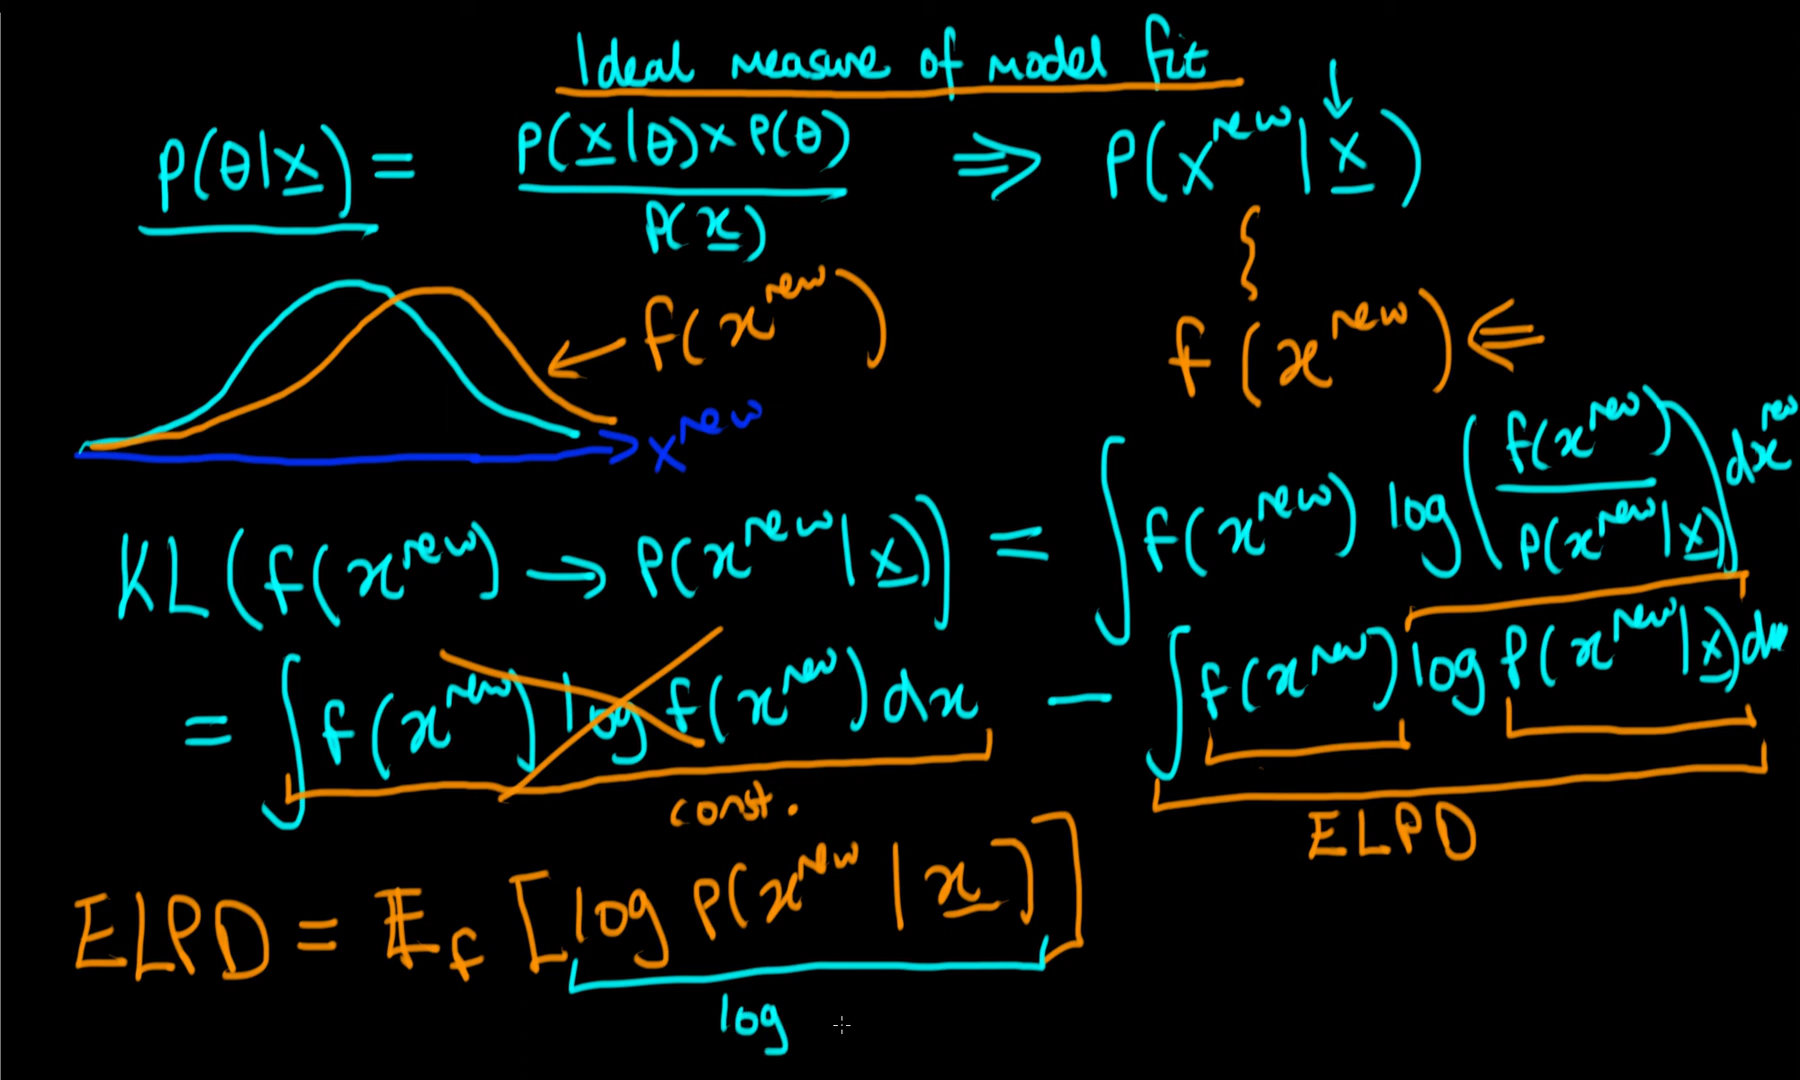 Ideal measure of model fit
P(θ|x) = P(x|θ) x P(θ) / P(x) ⇒ P(x^new | x)
f(x^new)
f(x^new) ⇐
x^new
KL(f(x^new) → P(x^new | x)) = ∫ f(x^new) log( f(x^new) / P(x^new | x) ) dx^new
= ∫ f(x^new) log f(x^new) dx − ∫ f(x^new) log P(x^new | x) dx
const.
ELPD
ELPD = E_f [log P(x^new | x)]
log